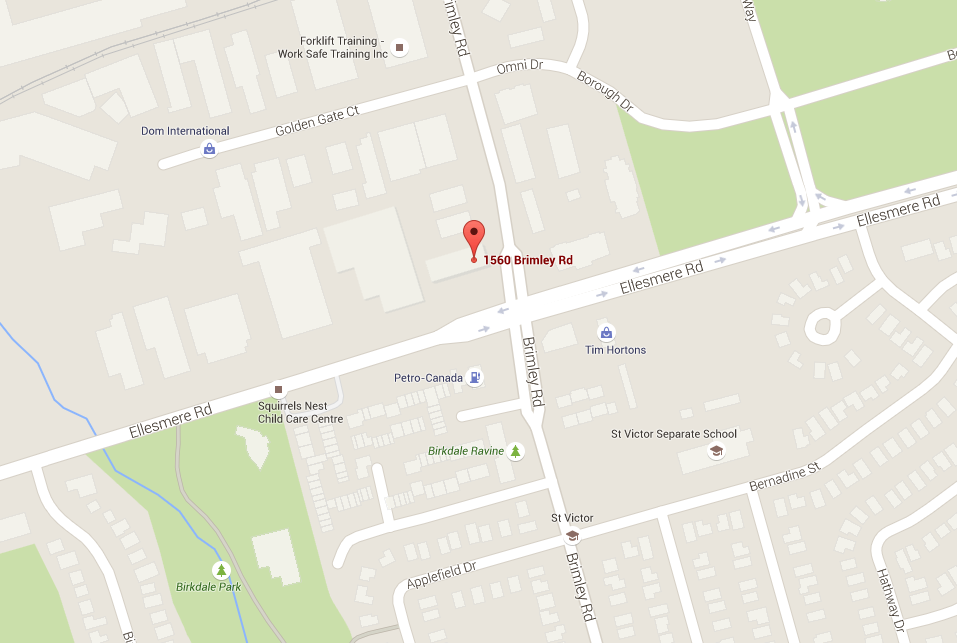 Brimley Rd
Way
Forklift Training -
Work Safe Training Inc
Omni Dr
Borough Dr
Golden Gate Ct
Dom International
Ellesmere Rd
1560 Brimley Rd
Ellesmere Rd
Tim Hortons
Brimley Rd
Petro-Canada
Squirrels Nest
Child Care Centre
Ellesmere Rd
Birkdale Ravine
St Victor Separate School
Bernadine St
St Victor
Applefield Dr
Birkdale Park
Brimley Rd
Hathway Dr